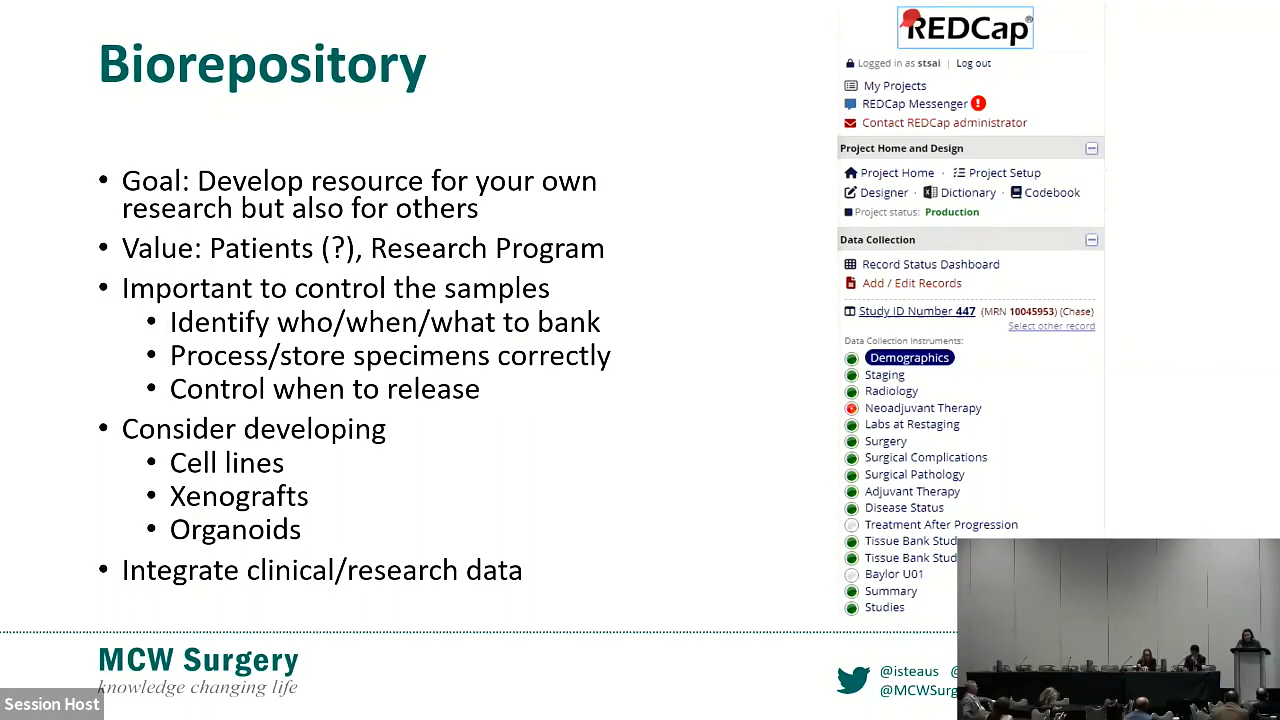 Biorepository
• Goal: Develop resource for your own
research but also for others
• Value: Patients (?), Research Program
• Important to control the samples
• Identify who/when/what to bank
• Process/store specimens correctly
• Control when to release
• Consider developing
• Cell lines
• Xenografts
• Organoids
• Integrate clinical/research data
MCW Surgery
knowledge changing life
Session Host
REDCap®
Logged in as stsai | Log out
My Projects
REDCap Messenger !
Contact REDCap administrator
Project Home and Design
Project Home · Project Setup
Designer · Dictionary · Codebook
Project status: Production
Data Collection
Record Status Dashboard
Add / Edit Records
Study ID Number 447 (MRN 10045953) (Chase)
Select other record
Data Collection Instruments:
Demographics
Staging
Radiology
Neoadjuvant Therapy
Labs at Restaging
Surgery
Surgical Complications
Surgical Pathology
Adjuvant Therapy
Disease Status
Treatment After Progression
Tissue Bank Stud
Tissue Bank Stud
Baylor U01
Summary
Studies
@isteaus @
@MCWSurg